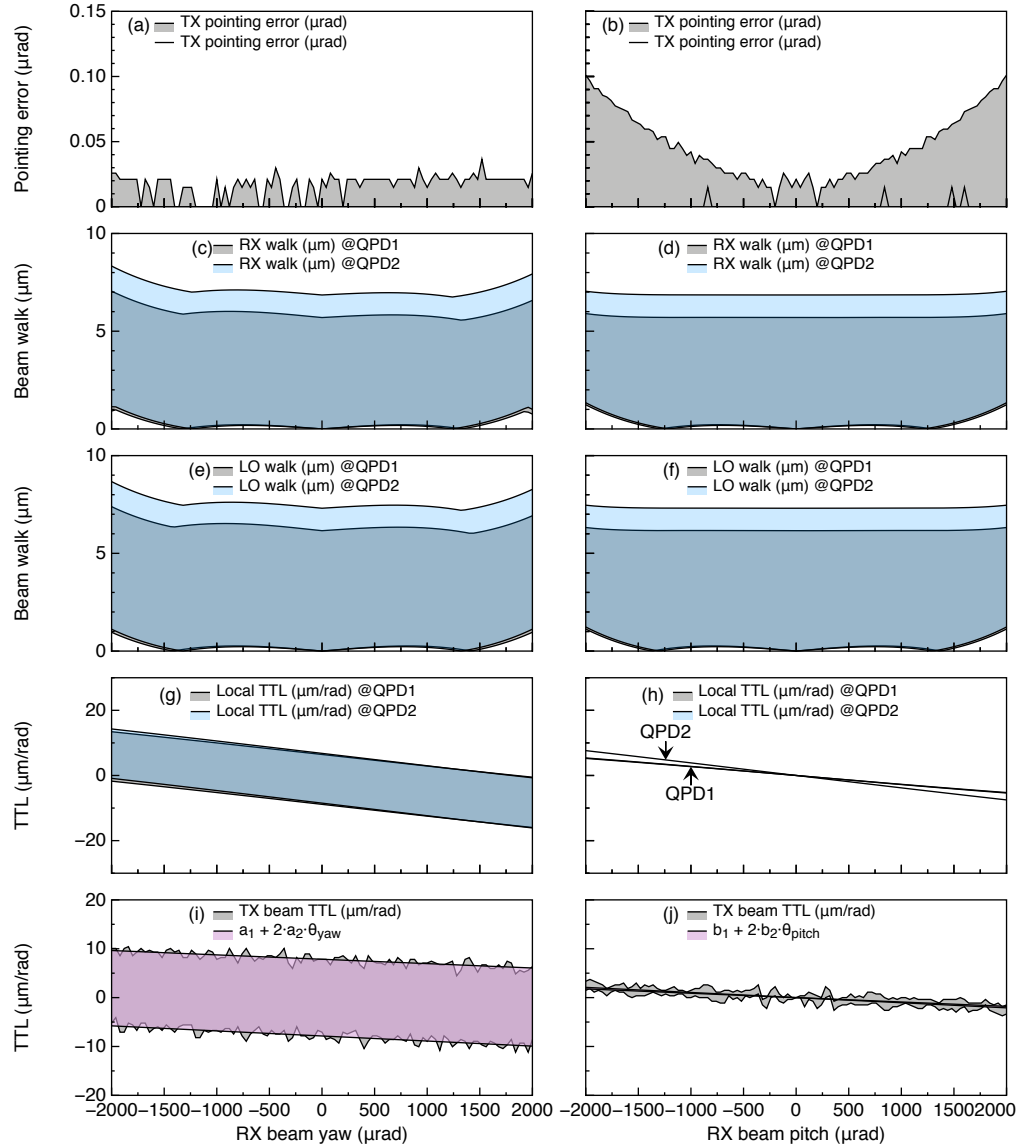 0.15
0.10
0.05
0
Pointing error (μrad)
(a)
TX pointing error (μrad)
TX pointing error (μrad)
(b)
TX pointing error (μrad)
TX pointing error (μrad)
10
5
0
Beam walk (μm)
(c)
RX walk (μm) @QPD1
RX walk (μm) @QPD2
(d)
RX walk (μm) @QPD1
RX walk (μm) @QPD2
10
5
0
Beam walk (μm)
(e)
LO walk (μm) @QPD1
LO walk (μm) @QPD2
(f)
LO walk (μm) @QPD1
LO walk (μm) @QPD2
20
0
−20
TTL (μm/rad)
(g)
Local TTL (μm/rad) @QPD1
Local TTL (μm/rad) @QPD2
(h)
Local TTL (μm/rad) @QPD1
Local TTL (μm/rad) @QPD2
QPD2
QPD1
20
10
0
−10
−20
TTL (μm/rad)
(i)
TX beam TTL (μm/rad)
a1 + 2·a2·θyaw
(j)
TX beam TTL (μm/rad)
b1 + 2·b2·θpitch
−2000 −1500 −1000 −500 0 500 1000 1500 2000
RX beam yaw (μrad)
−2000 −1500 −1000 −500 0 500 1000 1500 2000
RX beam pitch (μrad)